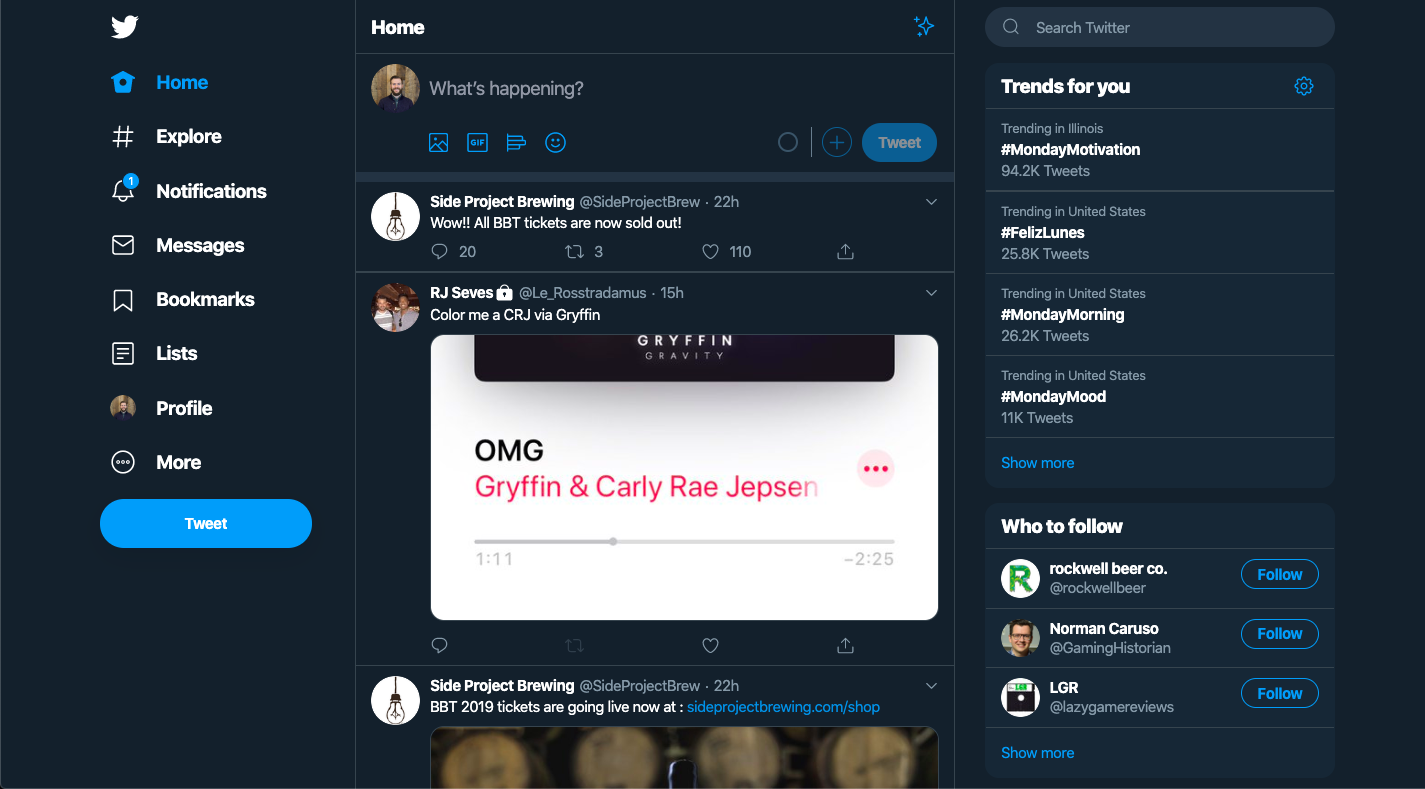 Home
Explore
1
Notifications
Messages
Bookmarks
Lists
Profile
More
Tweet
Home
What's happening?
GIF
Tweet
Side Project Brewing @SideProjectBrew · 22h
Wow!! All BBT tickets are now sold out!
20 3 110
RJ Seves @Le_Rosstradamus · 15h
Color me a CRJ via Gryffin
GRYFFIN
GRAVITY
OMG
Gryffin & Carly Rae Jepsen
1:11 −2:25
Side Project Brewing @SideProjectBrew · 22h
BBT 2019 tickets are going live now at : sideprojectbrewing.com/shop
Search Twitter
Trends for you
Trending in Illinois
#MondayMotivation
94.2K Tweets
Trending in United States
#FelizLunes
25.8K Tweets
Trending in United States
#MondayMorning
26.2K Tweets
Trending in United States
#MondayMood
11K Tweets
Show more
Who to follow
R
rockwell beer co.
@rockwellbeer
Follow
Norman Caruso
@GamingHistorian
Follow
LGR
LGR
@lazygamereviews
Follow
Show more